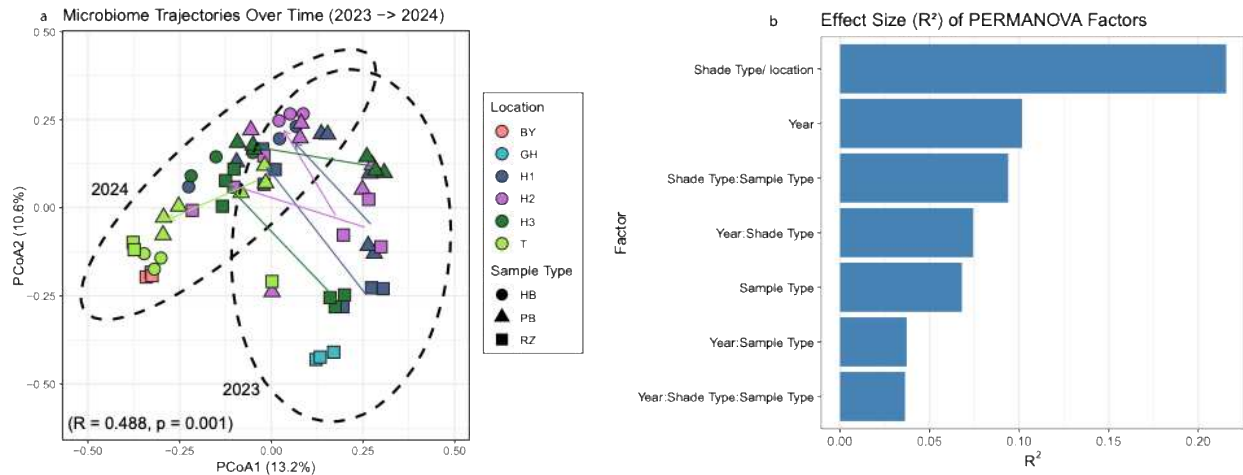 a Microbiome Trajectories Over Time (2023 −> 2024)
0.50
0.25
0.00
−0.25
−0.50
PCoA2 (10.6%)
2024
2023
(R = 0.488, p = 0.001)
−0.50 −0.25 0.00 0.25 0.50
PCoA1 (13.2%)
Location
BY
GH
H1
H2
H3
T
Sample Type
HB
PB
RZ
b Effect Size (R²) of PERMANOVA Factors
Factor
Shade Type/ location
Year
Shade Type:Sample Type
Year:Shade Type
Sample Type
Year:Sample Type
Year:Shade Type:Sample Type
0.00 0.05 0.10 0.15 0.20
R²